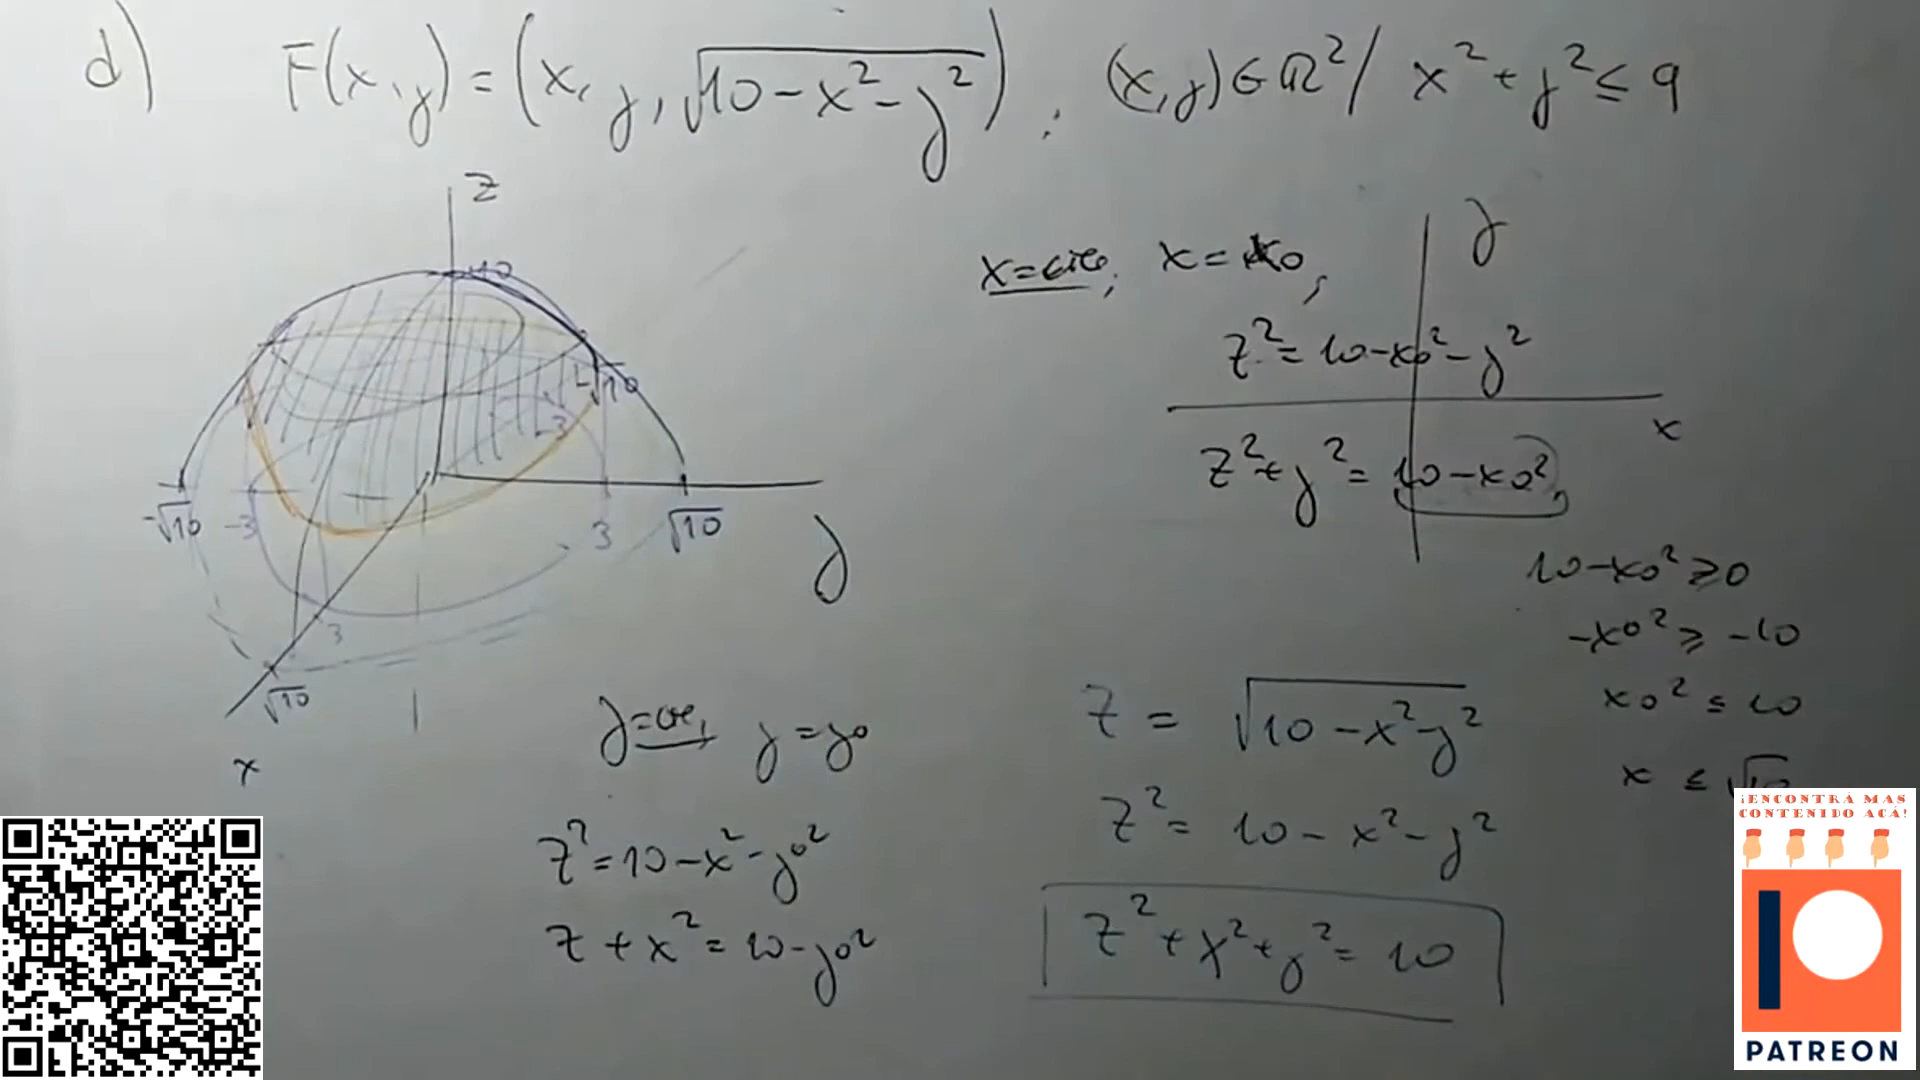 d) F(x,y) = (x, y, √(10-x²-y²)) : (x,y) ∈ ℝ² / x²+y² ≤ 9
z
√10
-√10
-3
-√10
-3
3
√10
y
3
√10
x
y
x
x = cte, x = x0,
z² = 10-x0²-y²
z²+y² = 10-x0²,
10-x0² ≥ 0
-x0² ≥ -10
x0² ≤ 10
x ≤ √10
y = cte, y = y0
z² = 10-x²-y0²
z + x² = 10-y0²
z = √(10-x²-y²)
z² = 10-x²-y²
z²+x²+y² = 10
¡ENCONTRÁ MAS
CONTENIDO ACÁ!
PATREON